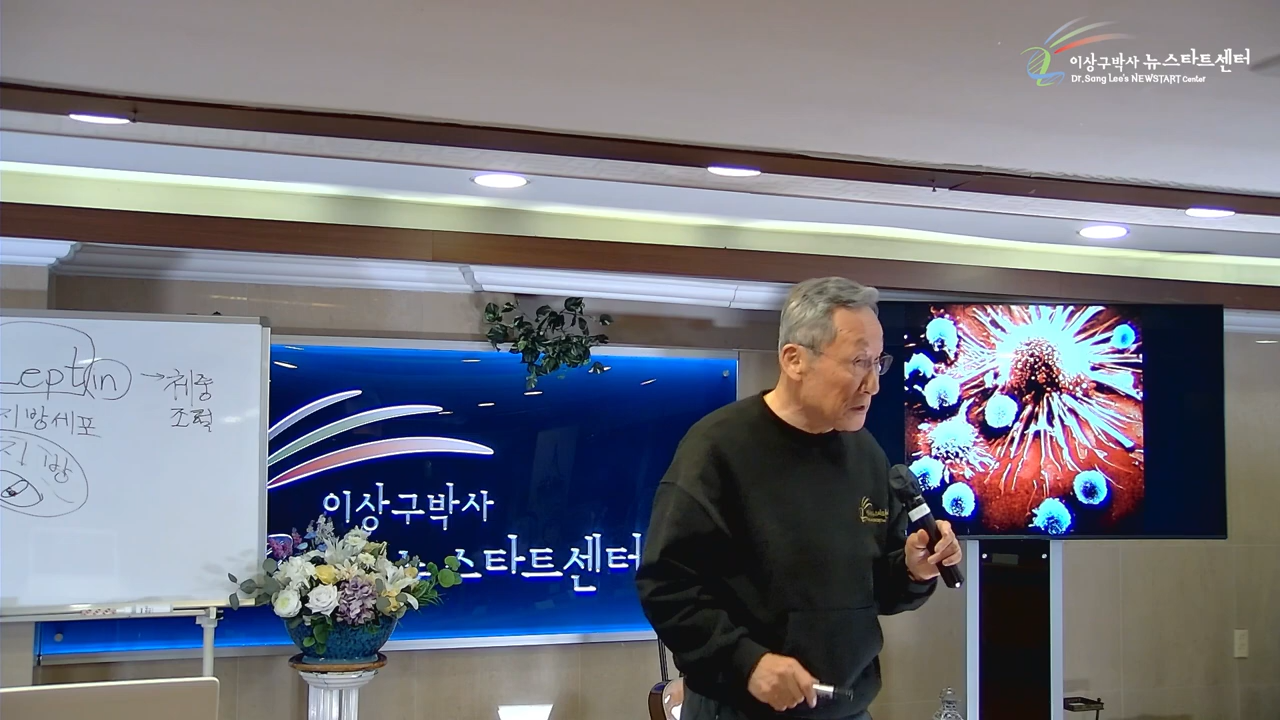 이상구박사 뉴스타트센터
Dr. Sang Lee's NEWSTART Center
Leptin → 체중
조절
지방세포
지방
이상구박사
뉴스타트센터